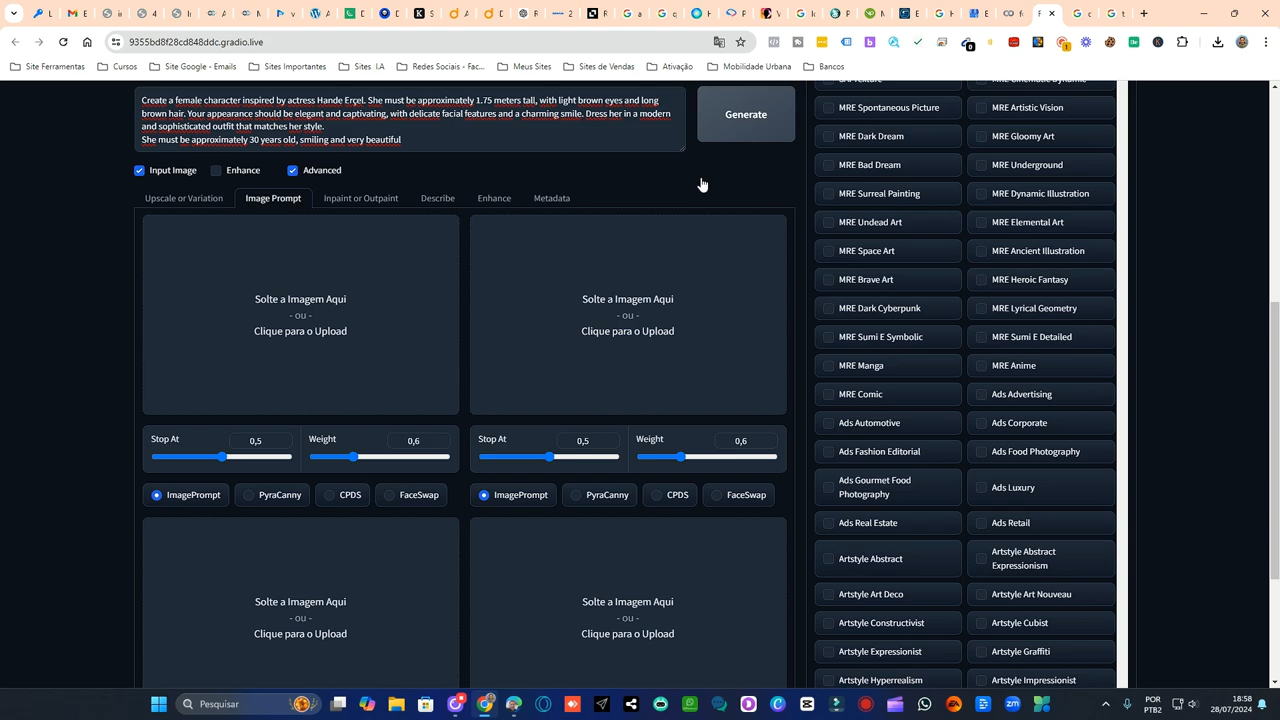 9355bd8f28cd848ddc.gradio.live
Site Ferramentas
Cursos
Site Google - Emails
Sites Importantes
Sites I.A
Redes Sociais - Fac...
Meus Sites
Sites de Vendas
Ativação
Mobilidade Urbana
Bancos
Create a female character inspired by actress Hande Erçel. She must be approximately 1.75 meters tall, with light brown eyes and long
brown hair. Your appearance should be elegant and captivating, with delicate facial features and a charming smile. Dress her in a modern
and sophisticated outfit that matches her style.
She must be approximately 30 years old, smiling and very beautiful
Generate
Input Image
Enhance
Advanced
Upscale or Variation
Image Prompt
Inpaint or Outpaint
Describe
Enhance
Metadata
Solte a Imagem Aqui
- ou -
Clique para o Upload
Solte a Imagem Aqui
- ou -
Clique para o Upload
Stop At
0,5
Weight
0,6
Stop At
0,5
Weight
0,6
ImagePrompt
PyraCanny
CPDS
FaceSwap
ImagePrompt
PyraCanny
CPDS
FaceSwap
Solte a Imagem Aqui
- ou -
Clique para o Upload
Solte a Imagem Aqui
- ou -
Clique para o Upload
MRE Spontaneous Picture
MRE Artistic Vision
MRE Dark Dream
MRE Gloomy Art
MRE Bad Dream
MRE Underground
MRE Surreal Painting
MRE Dynamic Illustration
MRE Undead Art
MRE Elemental Art
MRE Space Art
MRE Ancient Illustration
MRE Brave Art
MRE Heroic Fantasy
MRE Dark Cyberpunk
MRE Lyrical Geometry
MRE Sumi E Symbolic
MRE Sumi E Detailed
MRE Manga
MRE Anime
MRE Comic
Ads Advertising
Ads Automotive
Ads Corporate
Ads Fashion Editorial
Ads Food Photography
Ads Gourmet Food
Photography
Ads Luxury
Ads Real Estate
Ads Retail
Artstyle Abstract
Artstyle Abstract
Expressionism
Artstyle Art Deco
Artstyle Art Nouveau
Artstyle Constructivist
Artstyle Cubist
Artstyle Expressionist
Artstyle Graffiti
Artstyle Hyperrealism
Artstyle Impressionist
Pesquisar
POR
PTB2
18:58
28/07/2024